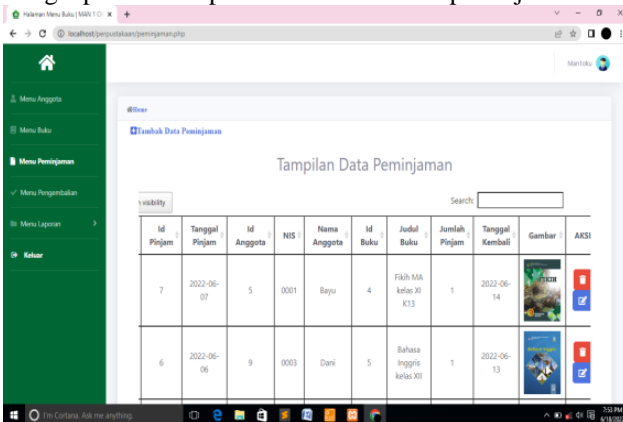 Halaman Menu Buku | MAN 1 O
localhost/perpustakaan/peminjaman.php
Menu Anggota
Menu Buku
Menu Peminjaman
Menu Pengembalian
Menu Laporan
Keluar
Home
Tambah Data Peminjaman
Tampilan Data Peminjaman
visibility
Search:
Id Pinjam Tanggal Pinjam Id Anggota NIS Nama Anggota Id Buku Judul Buku Jumlah Pinjam Tanggal Kembali Gambar AKSI
7 2022-06-07 5 0001 Bayu 4 Fikih MA kelas XI K13 1 2022-06-14
6 2022-06-06 9 0003 Dani 5 Bahasa Inggris kelas XII 1 2022-06-13
I'm Cortana. Ask me anything.
7:53 PM